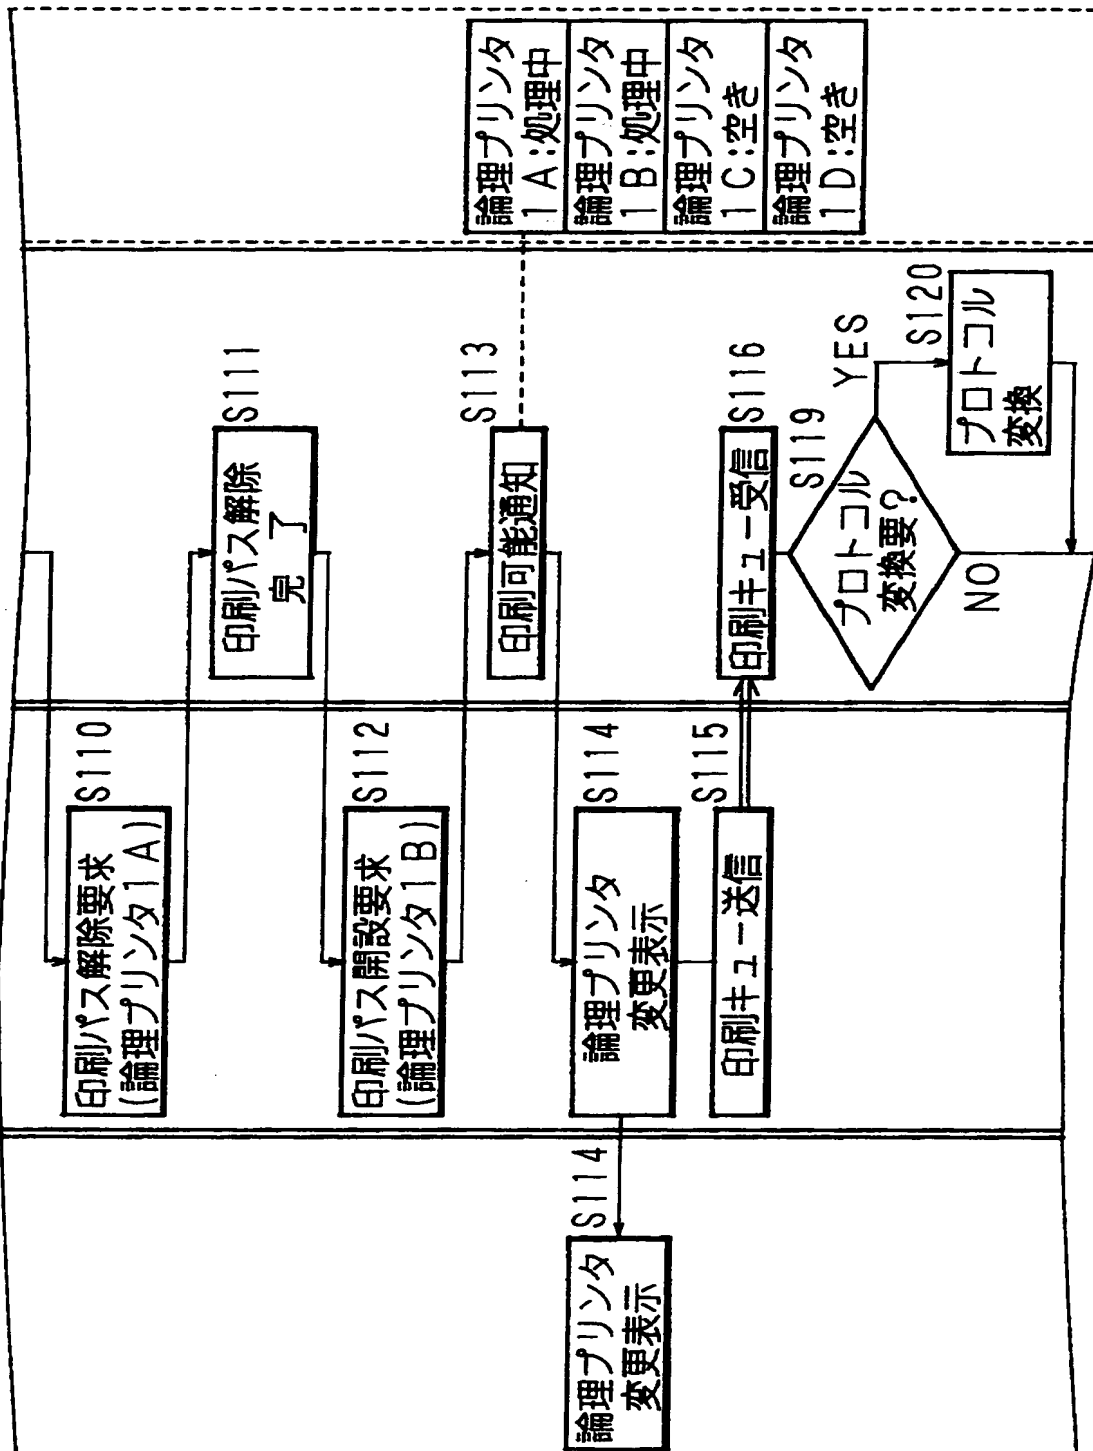 印刷パス解除要求
(論理プリンタ1A)
S110
印刷パス解除
完 了
S111
印刷パス開設要求
(論理プリンタ1B)
S112
印刷可能通知
S113
論理プリンタ
1A:処理中
論理プリンタ
1B:処理中
論理プリンタ
1C:空き
論理プリンタ
1D:空き
論理プリンタ
変更表示
S114
論理プリンタ
変更表示
S114
印刷キュー送信
S115
印刷キュー受信
S116
プロトコル
変換要?
S119
YES
NO
プロトコル
変換
S120